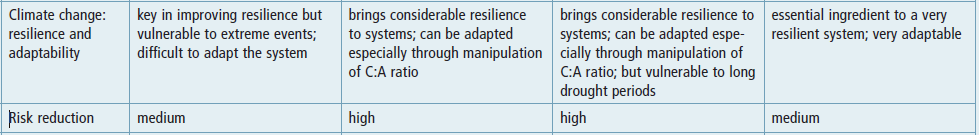 Climate change:
resilience and
adaptability
key in improving resilience but
vulnerable to extreme events;
difficult to adapt the system
brings considerable resilience
to systems; can be adapted
especially through manipulation
of C:A ratio
brings considerable resilience to
systems; can be adapted espe-
cially through manipulation of
C:A ratio; but vulnerable to long
drought periods
essential ingredient to a very
resilient system; very adaptable
Risk reduction
medium
high
high
medium